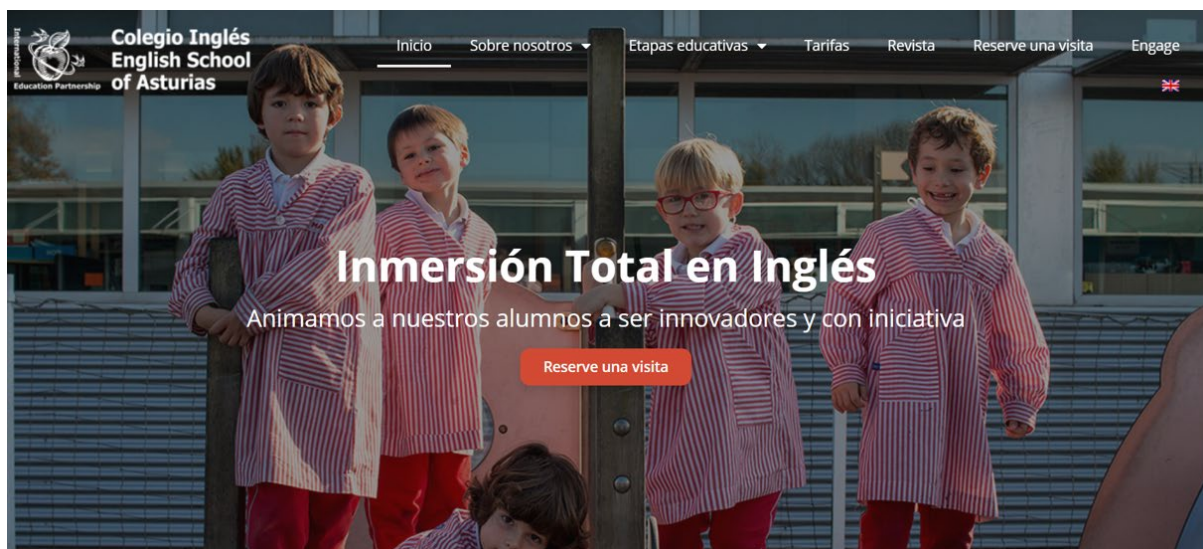 International
Education Partnership
Colegio Inglés
English School
of Asturias
Inicio
Sobre nosotros
Etapas educativas
Tarifas
Revista
Reserve una visita
Engage
Inmersión Total en Inglés
Animamos a nuestros alumnos a ser innovadores y con iniciativa
Reserve una visita